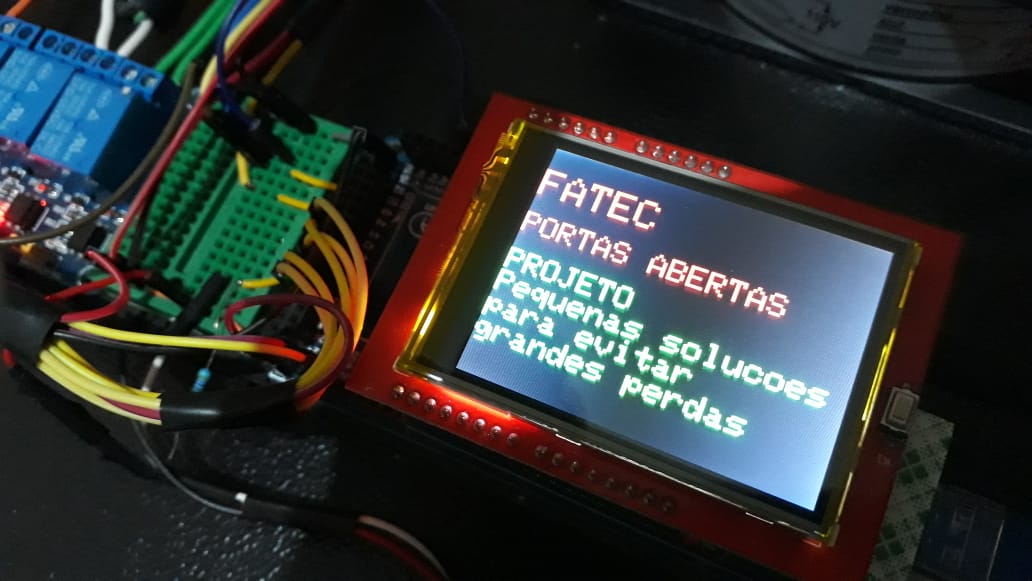 FATEC
PORTAS ABERTAS
PROJETO
Pequenas solucoes
para evitar
grandes perdas